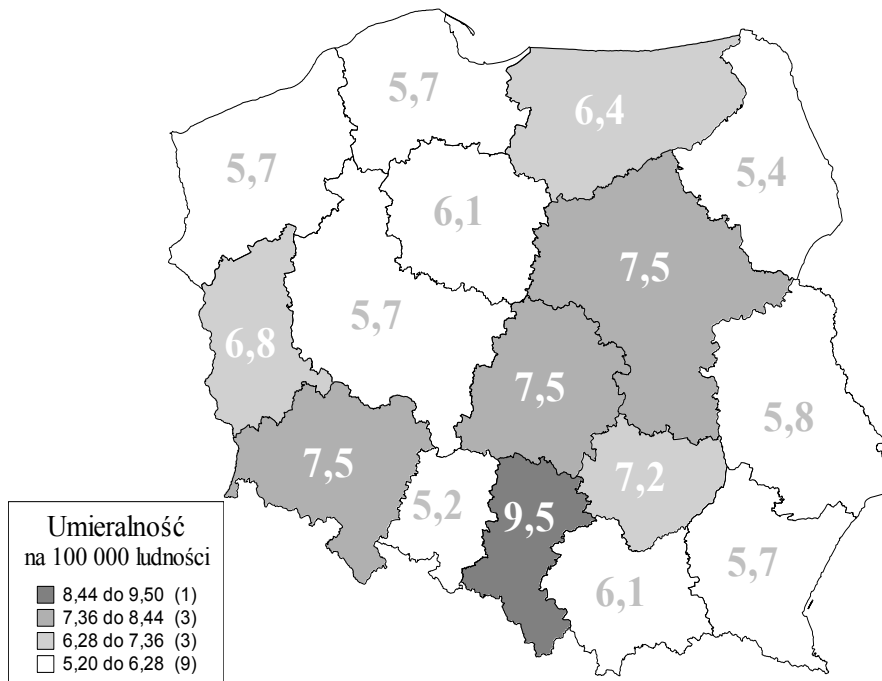 5,7
6,4
5,7
5,4
6,1
7,5
5,7
6,8
7,5
5,8
7,5
7,2
5,2
9,5
5,7
6,1
Umieralność
na 100 000 ludności
8,44 do 9,50 (1)
7,36 do 8,44 (3)
6,28 do 7,36 (3)
5,20 do 6,28 (9)